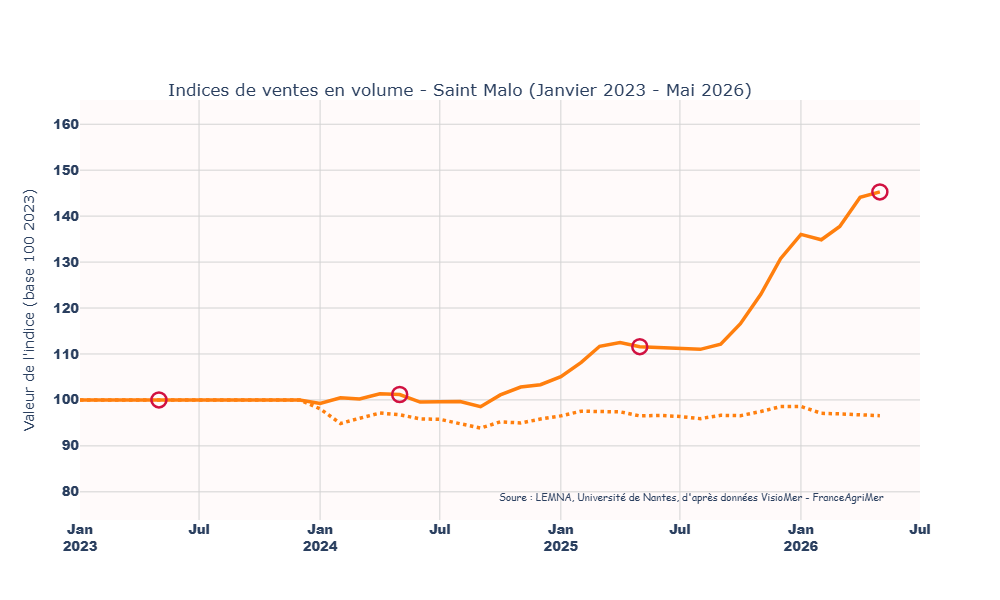 Indices de ventes en volume - Saint Malo (Janvier 2023 - Mai 2026)
Valeur de l'indice (base 100 2023)
160
150
140
130
120
110
100
90
80
Soure : LEMNA, Université de Nantes, d'après données VisioMer - FranceAgriMer
Jan Jul Jan Jul Jan Jul Jan Jul
2023 2024 2025 2026